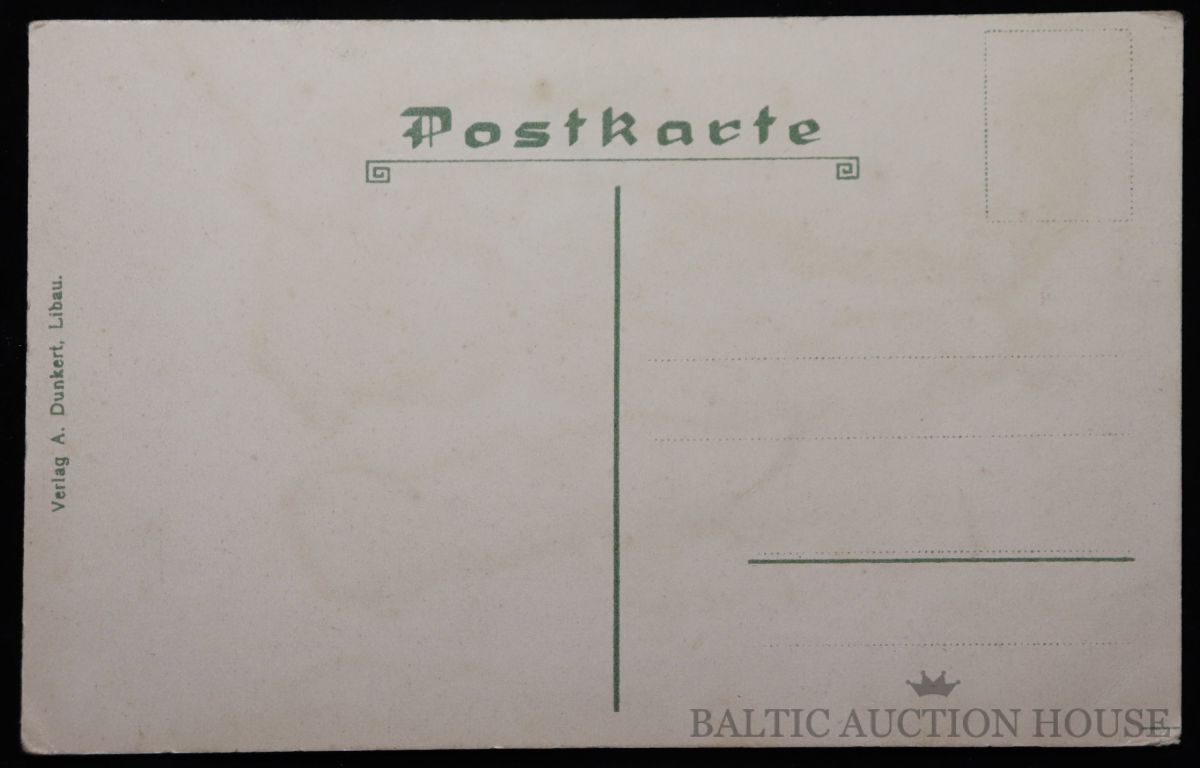 Postkarte
Verlag A. Dunkert, Libau.
BALTIC AUCTION HOUSE